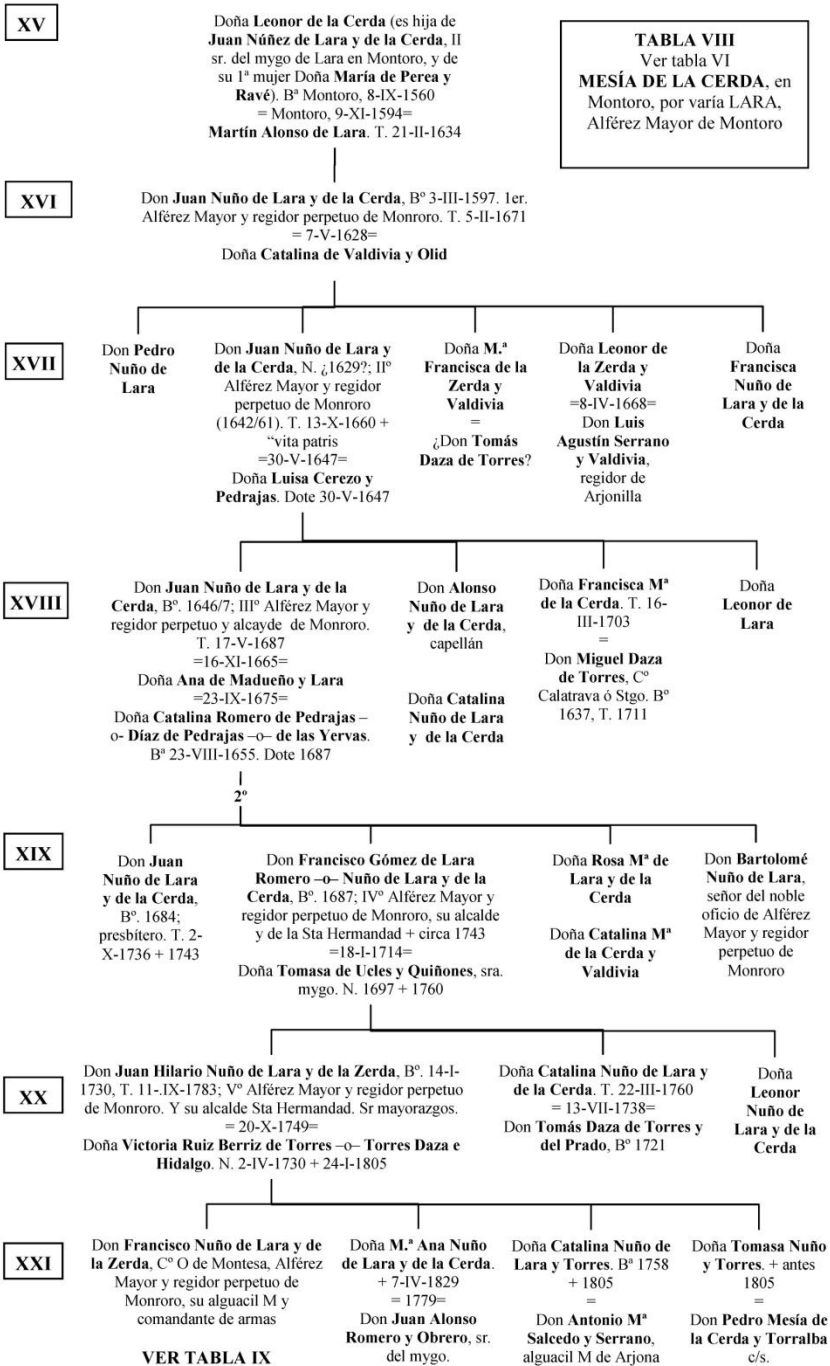 XV
Doña Leonor de la Cerda (es hija de
Juan Núñez de Lara y de la Cerda, II
sr. del mygo de Lara en Montoro, y de
su 1ª mujer Doña María de Perea y
Ravé). Bª Montoro, 8-IX-1560
= Montoro, 9-XI-1594=
Martín Alonso de Lara. T. 21-II-1634
TABLA VIII
Ver tabla VI
MESÍA DE LA CERDA, en
Montoro, por varía LARA,
Alférez Mayor de Montoro
XVI
Don Juan Nuño de Lara y de la Cerda, Bº 3-III-1597. 1er.
Alférez Mayor y regidor perpetuo de Monroro. T. 5-II-1671
= 7-V-1628=
Doña Catalina de Valdivia y Olid
XVII
Don Pedro
Nuño de
Lara
Don Juan Nuño de Lara y
de la Cerda, N. ¿1629?; IIº
Alférez Mayor y regidor
perpetuo de Monroro
(1642/61). T. 13-X-1660 +
“vita patris
=30-V-1647=
Doña Luisa Cerezo y
Pedrajas. Dote 30-V-1647
Doña M.ª
Francisca de la
Zerda y
Valdivia
=
¿Don Tomás
Daza de Torres?
Doña Leonor de
la Zerda y
Valdivia
=8-IV-1668=
Don Luis
Agustín Serrano
y Valdivia,
regidor de
Arjonilla
Doña
Francisca
Nuño de
Lara y de la
Cerda
XVIII
Don Juan Nuño de Lara y de la
Cerda, Bº. 1646/7; IIIº Alférez Mayor y
regidor perpetuo y alcayde de Monroro.
T. 17-V-1687
=16-XI-1665=
Doña Ana de Madueño y Lara
=23-IX-1675=
Doña Catalina Romero de Pedrajas –
o- Díaz de Pedrajas –o– de las Yervas.
Bª 23-VIII-1655. Dote 1687
2º
Don Alonso
Nuño de Lara
y de la Cerda,
capellán
Doña Catalina
Nuño de Lara
y de la Cerda
Doña Francisca Mª
de la Cerda. T. 16-
III-1703
=
Don Miguel Daza
de Torres, Cº
Calatrava ó Stgo. Bº
1637, T. 1711
Doña
Leonor de
Lara
XIX
Don Juan
Nuño de Lara
y de la Cerda,
Bº. 1684;
presbítero. T. 2-
X-1736 + 1743
Don Francisco Gómez de Lara
Romero –o– Nuño de Lara y de la
Cerda, Bº. 1687; IVº Alférez Mayor y
regidor perpetuo de Monroro, su alcalde
y de la Sta Hermandad + circa 1743
=18-I-1714=
Doña Tomasa de Ucles y Quiñones, sra.
mygo. N. 1697 + 1760
Doña Rosa Mª de
Lara y de la
Cerda
Doña Catalina Mª
de la Cerda y
Valdivia
Don Bartolomé
Nuño de Lara,
señor del noble
oficio de Alférez
Mayor y regidor
perpetuo de
Monroro
XX
Don Juan Hilario Nuño de Lara y de la Zerda, Bº. 14-I-
1730, T. 11-.IX-1783; Vº Alférez Mayor y regidor perpetuo
de Monroro. Y su alcalde Sta Hermandad. Sr mayorazgos.
= 20-X-1749=
Doña Victoria Ruiz Berriz de Torres –o– Torres Daza e
Hidalgo. N. 2-IV-1730 + 24-I-1805
Doña Catalina Nuño de Lara y
de la Cerda. T. 22-III-1760
= 13-VII-1738=
Don Tomás Daza de Torres y
del Prado, Bº 1721
Doña
Leonor
Nuño de
Lara y de la
Cerda
XXI
Don Francisco Nuño de Lara y de
la Zerda, Cº O de Montesa, Alférez
Mayor y regidor perpetuo de
Monroro, su alguacil M y
comandante de armas
VER TABLA IX
Doña M.ª Ana Nuño
de Lara y de la Cerda.
+ 7-IV-1829
= 1779=
Don Juan Alonso
Romero y Obrero, sr.
del mygo.
Doña Catalina Nuño de
Lara y Torres. Bª 1758
+ 1805
=
Don Antonio Mª
Salcedo y Serrano,
alguacil M de Arjona
Doña Tomasa Nuño
y Torres. + antes
1805
=
Don Pedro Mesía de
la Cerda y Torralba
c/s.